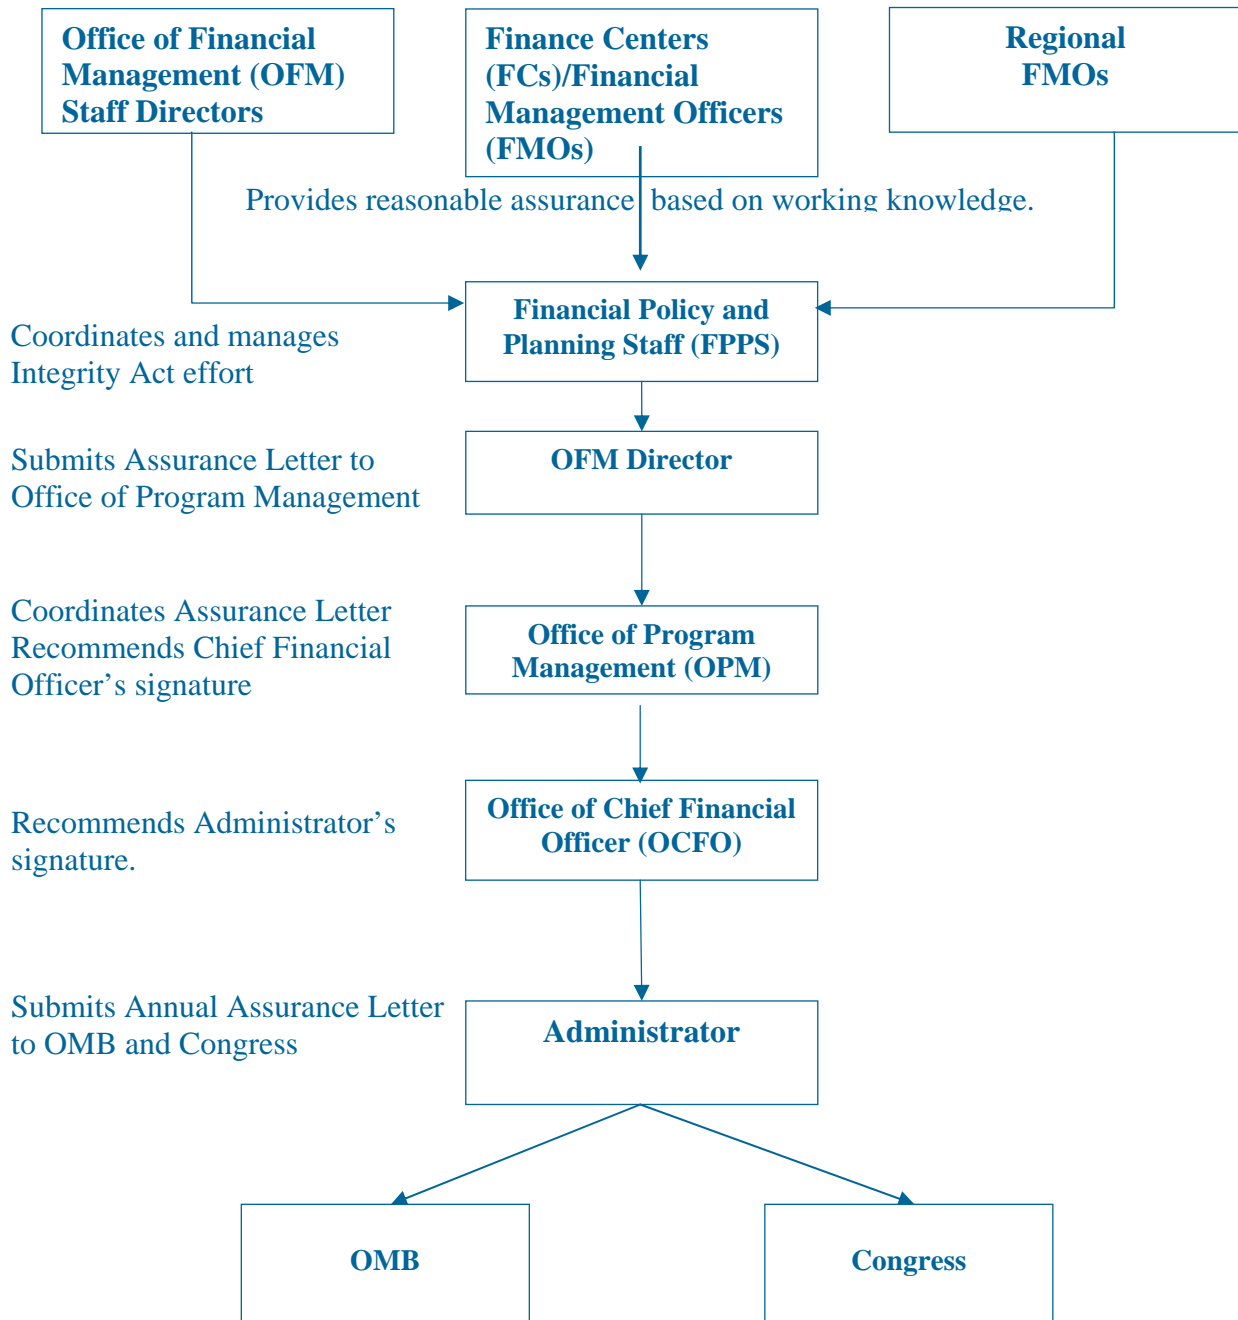 Office of Financial
Management (OFM)
Staff Directors
Finance Centers
(FCs)/Financial
Management Officers
(FMOs)
Regional
FMOs
Provides reasonable assurance based on working knowledge.
Financial Policy and
Planning Staff (FPPS)
Coordinates and manages
Integrity Act effort
OFM Director
Submits Assurance Letter to
Office of Program Management
Coordinates Assurance Letter
Recommends Chief Financial
Officer’s signature
Office of Program
Management (OPM)
Office of Chief Financial
Officer (OCFO)
Recommends Administrator’s
signature.
Submits Annual Assurance Letter
to OMB and Congress
Administrator
OMB
Congress